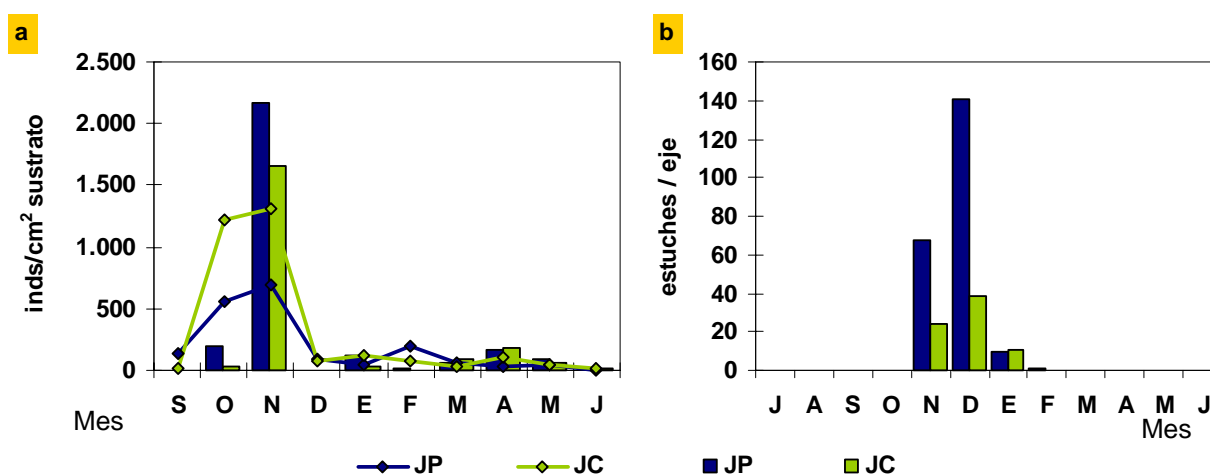 a
2.500
2.000
1.500
1.000
500
0
inds/cm² sustrato
S O N D E F M A M J
Mes
b
160
140
120
100
80
60
40
20
0
estuches / eje
J A S O N D E F M A M J
Mes
JP JC JP JC